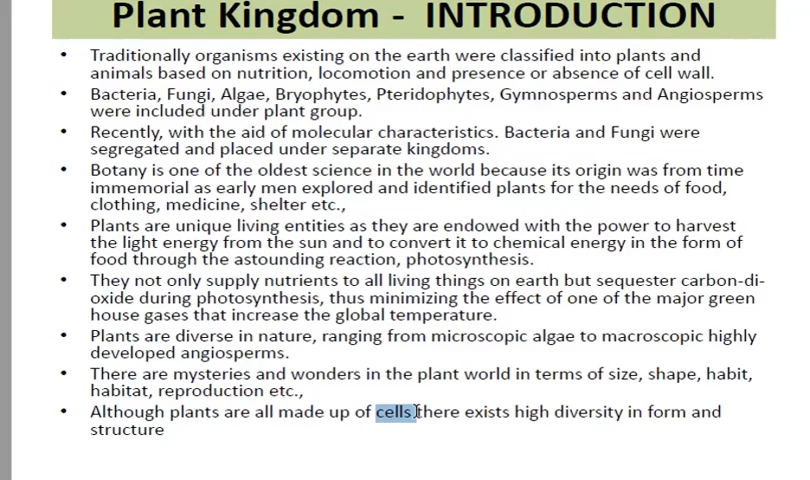 Plant Kingdom - INTRODUCTION
• Traditionally organisms existing on the earth were classified into plants and
animals based on nutrition, locomotion and presence or absence of cell wall.
• Bacteria, Fungi, Algae, Bryophytes, Pteridophytes, Gymnosperms and Angiosperms
were included under plant group.
• Recently, with the aid of molecular characteristics. Bacteria and Fungi were
segregated and placed under separate kingdoms.
• Botany is one of the oldest science in the world because its origin was from time
immemorial as early men explored and identified plants for the needs of food,
clothing, medicine, shelter etc.,
• Plants are unique living entities as they are endowed with the power to harvest
the light energy from the sun and to convert it to chemical energy in the form of
food through the astounding reaction, photosynthesis.
• They not only supply nutrients to all living things on earth but sequester carbon-di-
oxide during photosynthesis, thus minimizing the effect of one of the major green
house gases that increase the global temperature.
• Plants are diverse in nature, ranging from microscopic algae to macroscopic highly
developed angiosperms.
• There are mysteries and wonders in the plant world in terms of size, shape, habit,
habitat, reproduction etc.,
• Although plants are all made up of cells.there exists high diversity in form and
structure